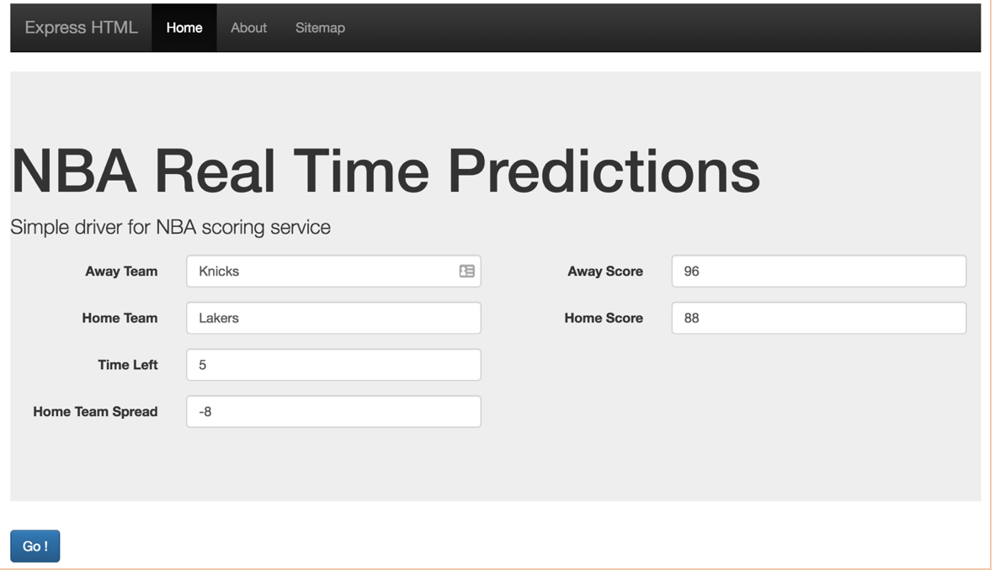 Express HTML Home About Sitemap
NBA Real Time Predictions
Simple driver for NBA scoring service
Away Team Knicks Away Score 96
Home Team Lakers Home Score 88
Time Left 5
Home Team Spread -8
Go !